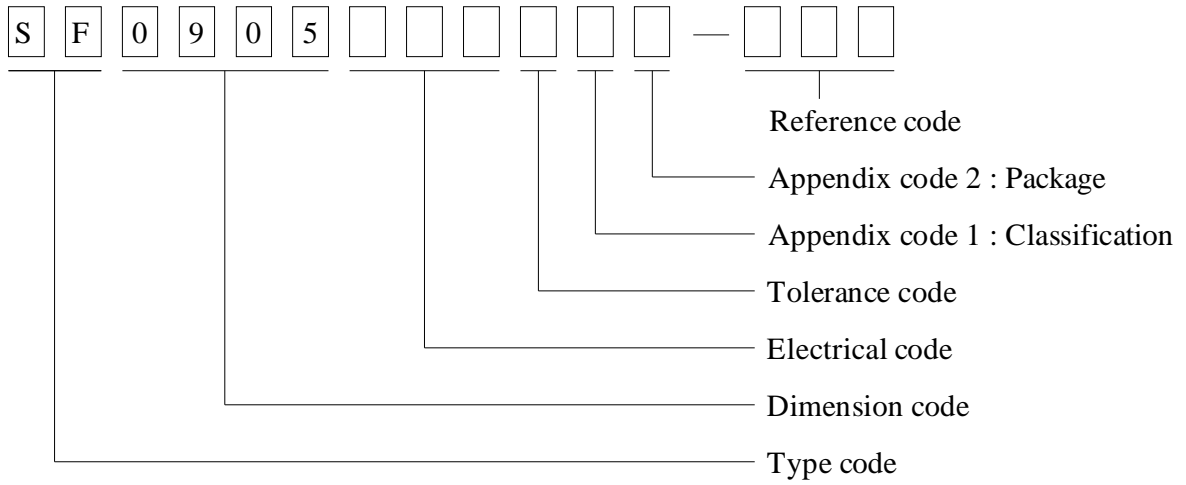 S F 0 9 0 5 —
Reference code
Appendix code 2 : Package
Appendix code 1 : Classification
Tolerance code
Electrical code
Dimension code
Type code